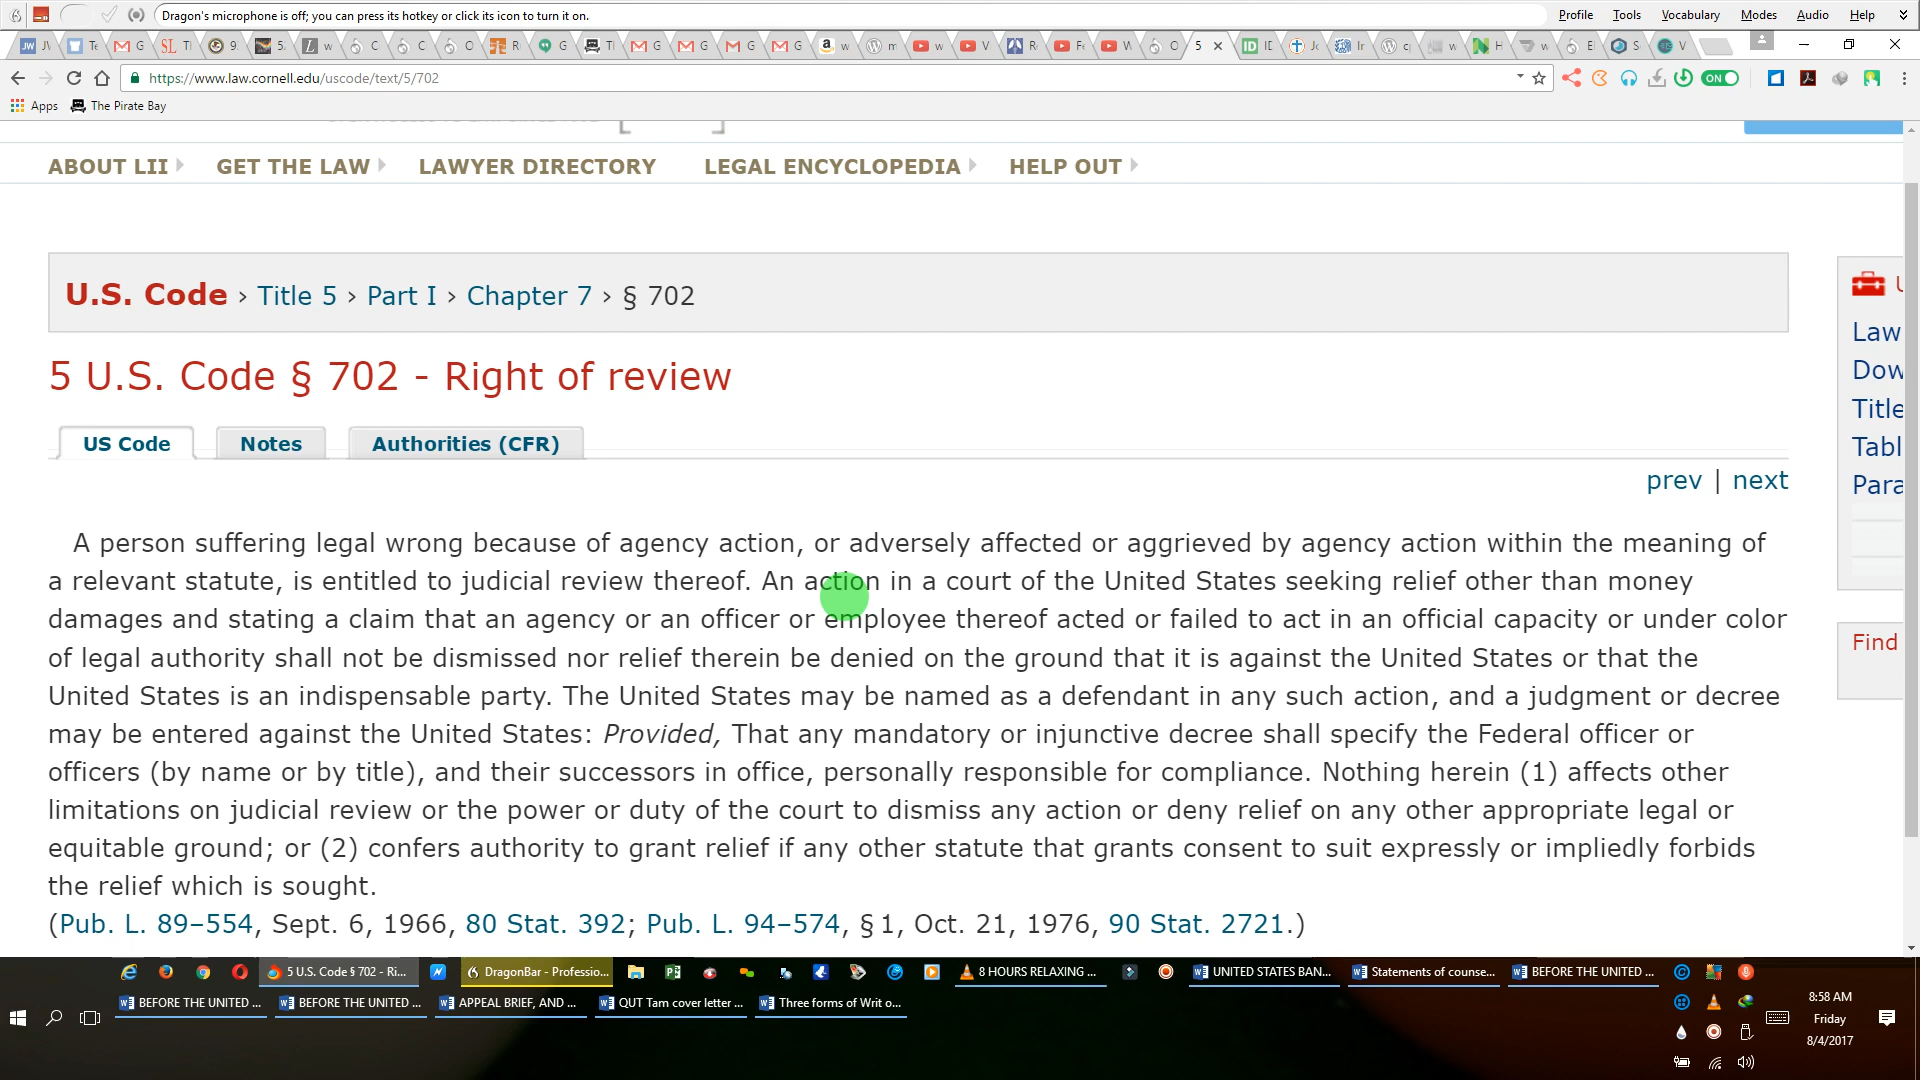 Dragon's microphone is off; you can press its hotkey or click its icon to turn it on.
Profile Tools Vocabulary Modes Audio Help
https://www.law.cornell.edu/uscode/text/5/702
ON
Apps The Pirate Bay
ABOUT LII GET THE LAW LAWYER DIRECTORY LEGAL ENCYCLOPEDIA HELP OUT
U.S. Code › Title 5 › Part I › Chapter 7 › § 702
5 U.S. Code § 702 - Right of review
US Code Notes Authorities (CFR)
prev | next
A person suffering legal wrong because of agency action, or adversely affected or aggrieved by agency action within the meaning of
a relevant statute, is entitled to judicial review thereof. An action in a court of the United States seeking relief other than money
damages and stating a claim that an agency or an officer or employee thereof acted or failed to act in an official capacity or under color
of legal authority shall not be dismissed nor relief therein be denied on the ground that it is against the United States or that the
United States is an indispensable party. The United States may be named as a defendant in any such action, and a judgment or decree
may be entered against the United States: Provided, That any mandatory or injunctive decree shall specify the Federal officer or
officers (by name or by title), and their successors in office, personally responsible for compliance. Nothing herein (1) affects other
limitations on judicial review or the power or duty of the court to dismiss any action or deny relief on any other appropriate legal or
equitable ground; or (2) confers authority to grant relief if any other statute that grants consent to suit expressly or impliedly forbids
the relief which is sought.
(Pub. L. 89–554, Sept. 6, 1966, 80 Stat. 392; Pub. L. 94–574, § 1, Oct. 21, 1976, 90 Stat. 2721.)
Law
Dow
Title
Tabl
Para
Find
5 U.S. Code § 702 - Ri... DragonBar - Professio... 8 HOURS RELAXING ... UNITED STATES BAN... Statements of counse... BEFORE THE UNITED ...
BEFORE THE UNITED ... BEFORE THE UNITED ... APPEAL BRIEF, AND ... QUT Tam cover letter ... Three forms of Writ o...
8:58 AM
Friday
8/4/2017